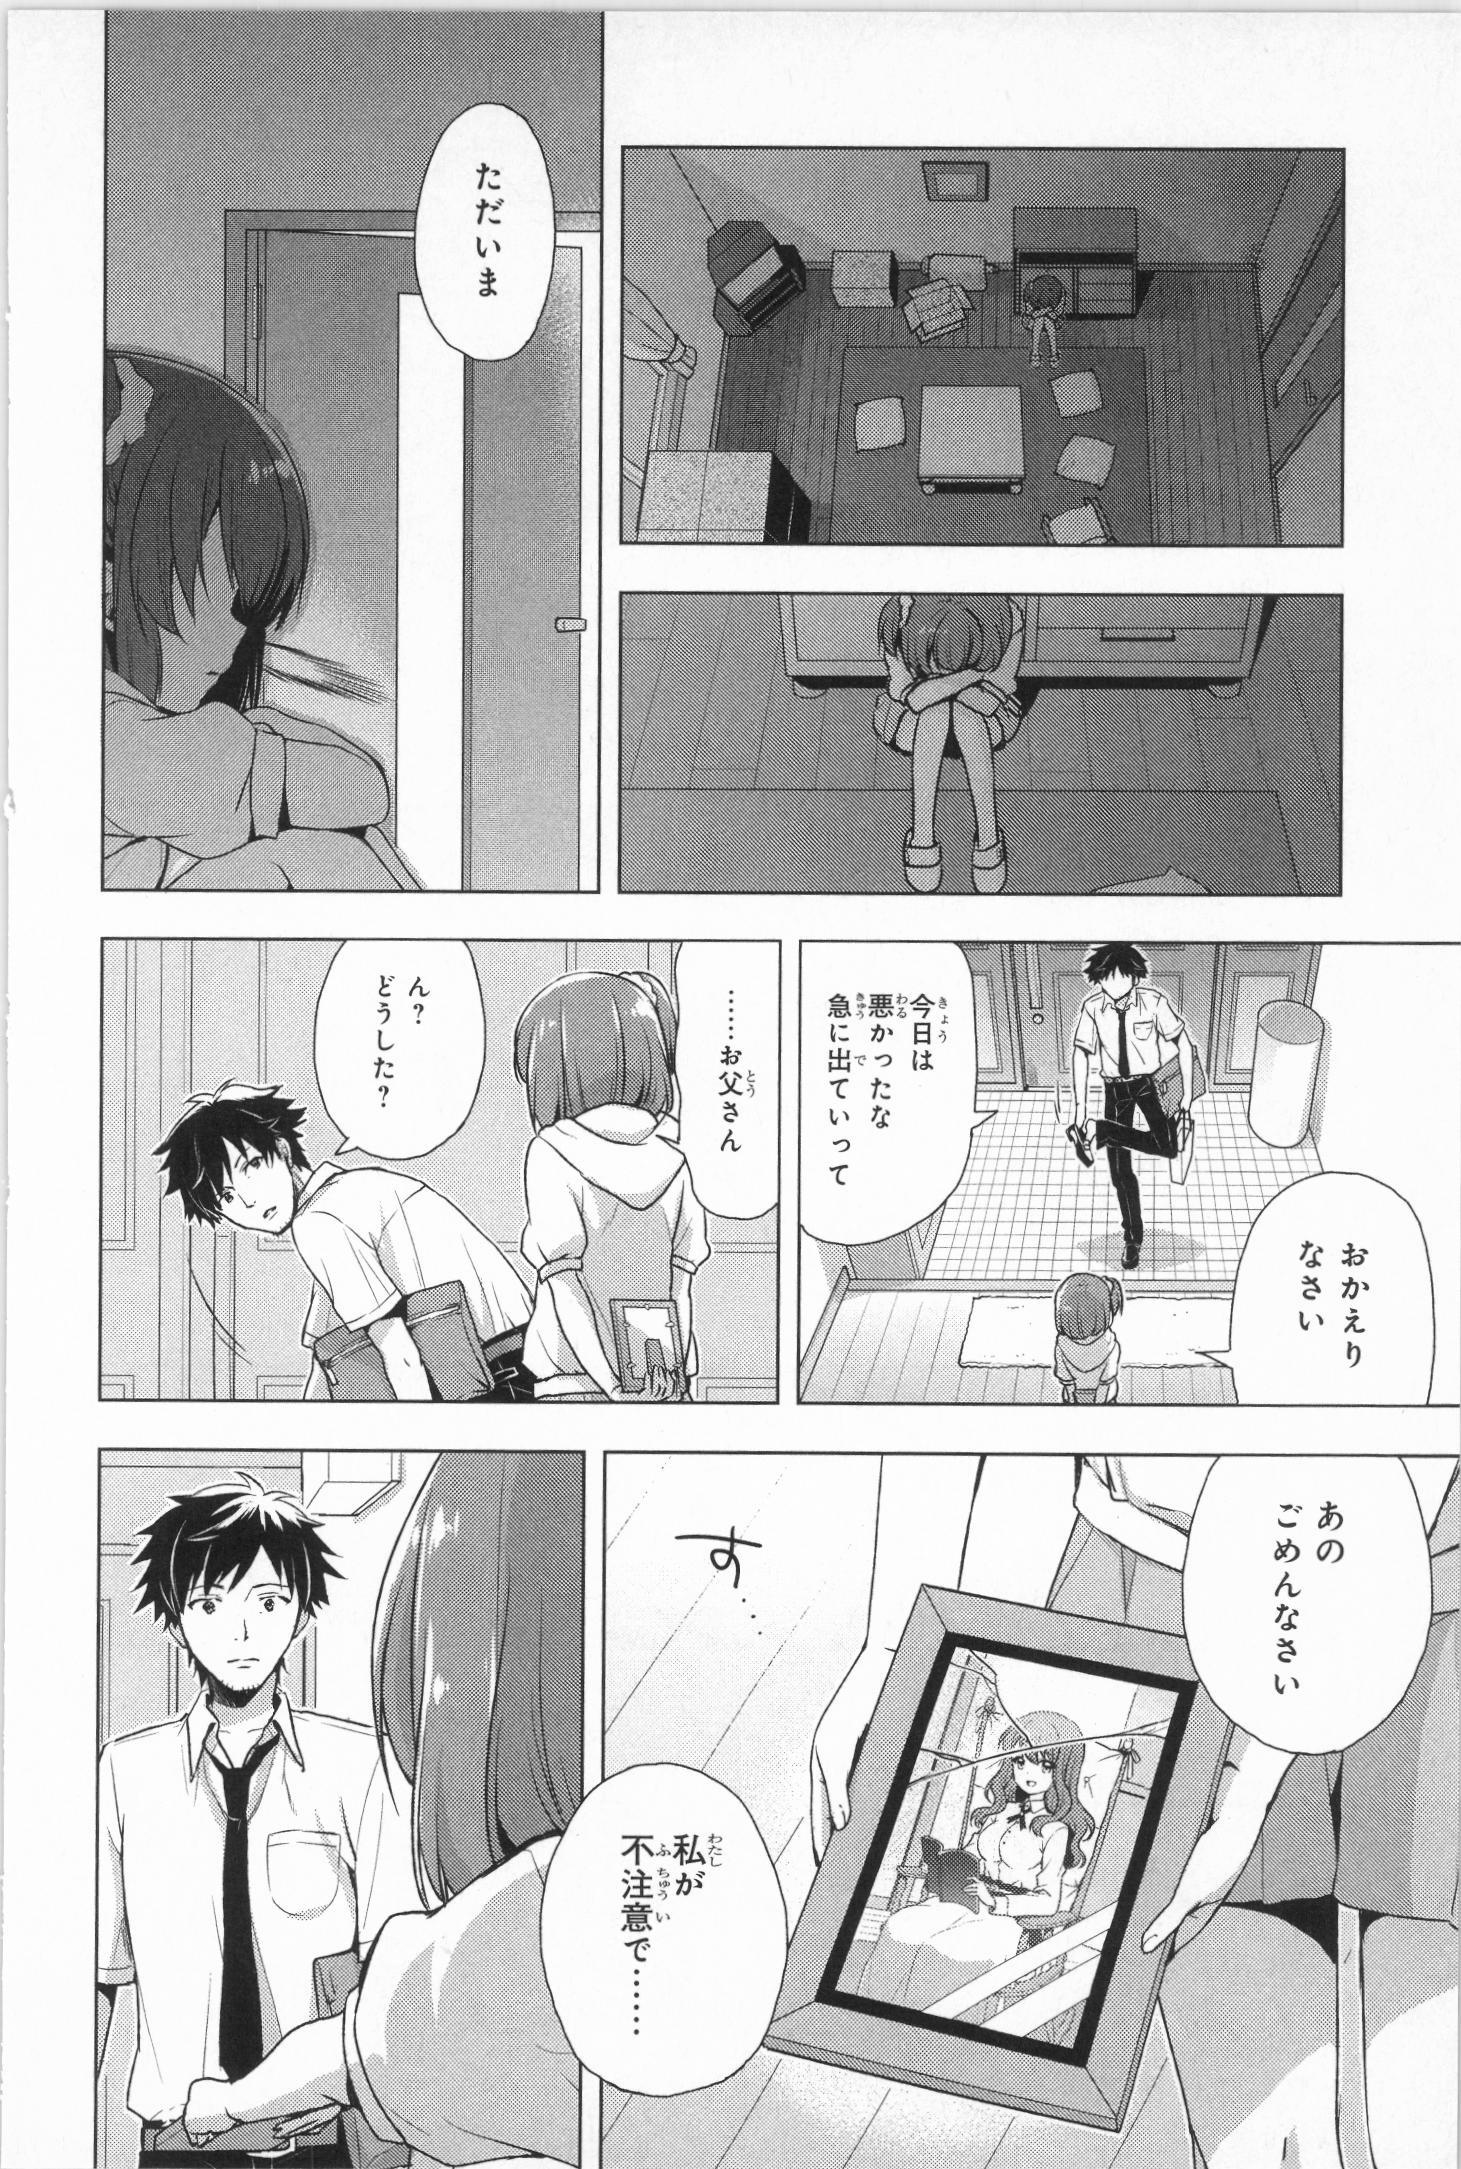 ただいま
おかえり
なさい
今日は
悪かったな
急に出ていって
……お父さん
ん？
どうした？
あの
ごめんなさい
す…
私が
不注意で……